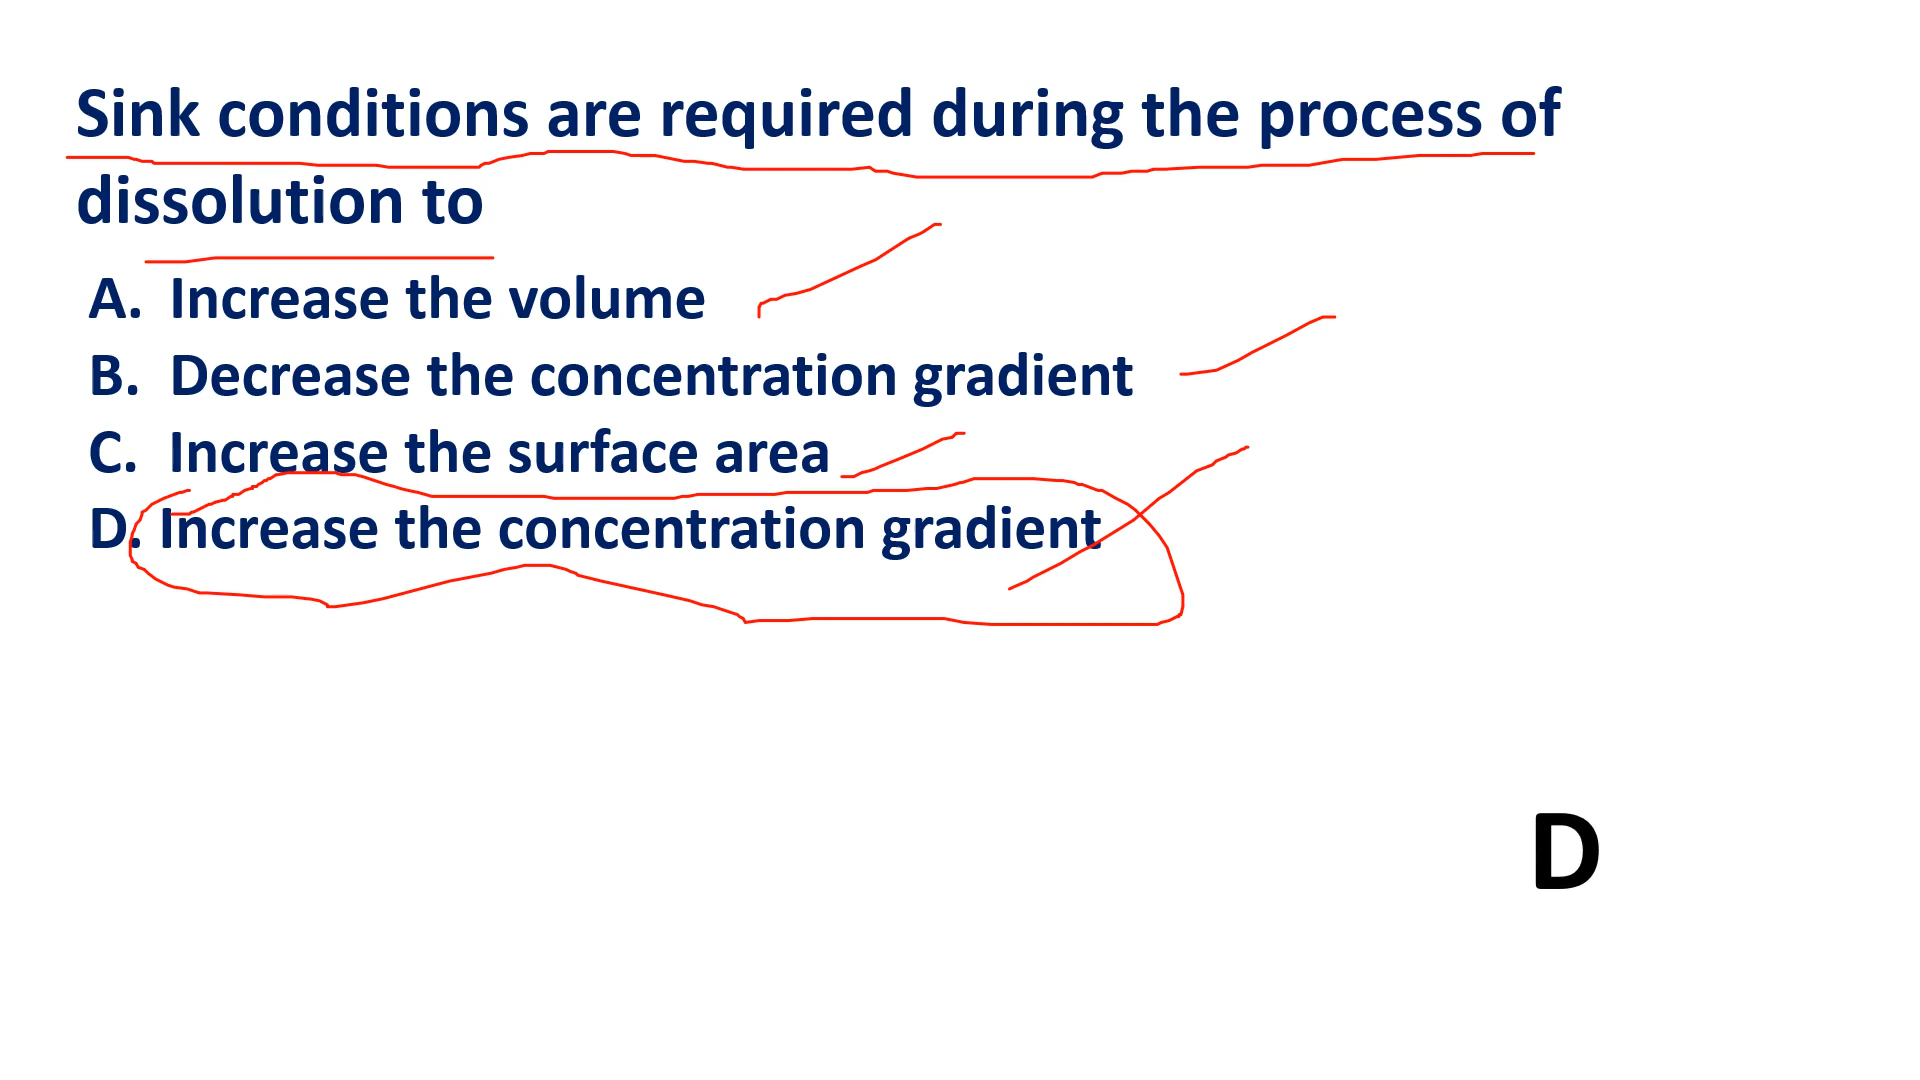 Sink conditions are required during the process of
dissolution to
A. Increase the volume
B. Decrease the concentration gradient
C. Increase the surface area
D. Increase the concentration gradient
D